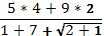 5 * 4 + 9 * 2
1 + 7 + √2 + 1